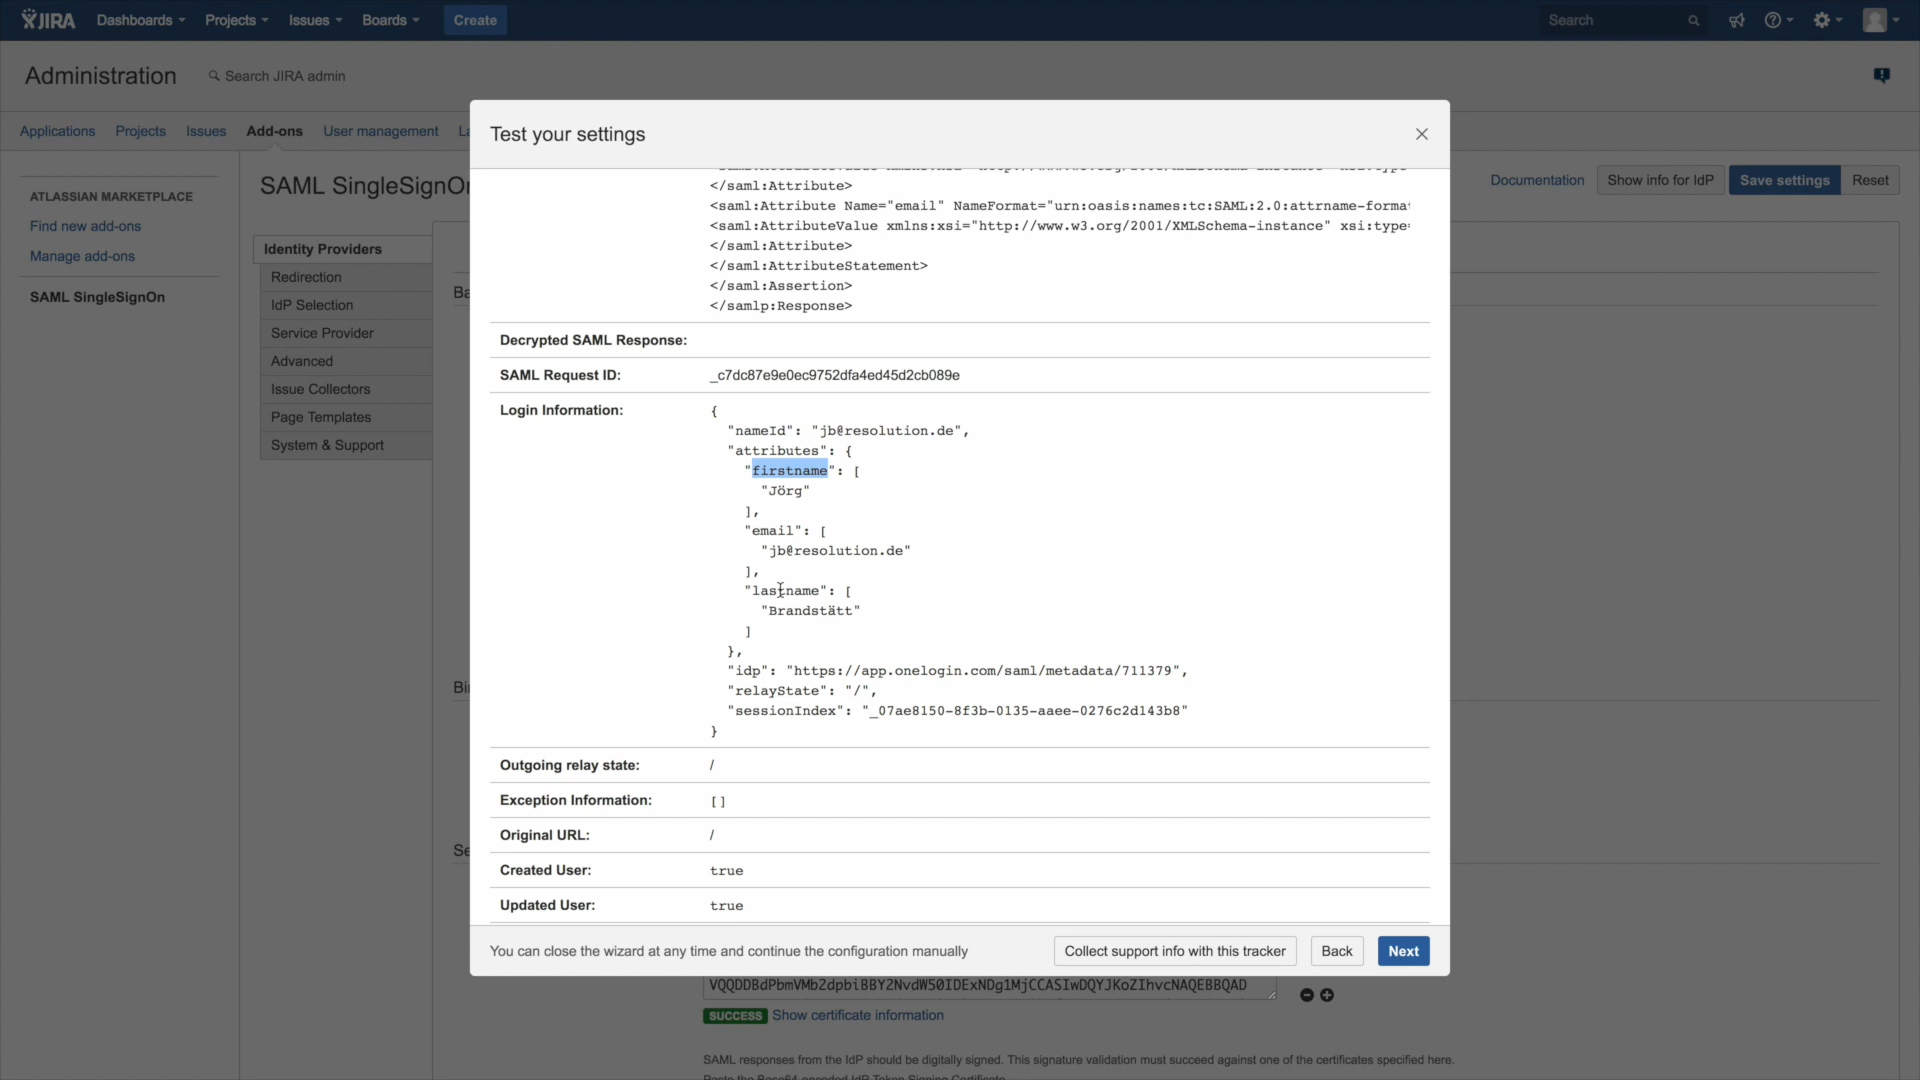 JIRA Dashboards Projects Issues Boards Create Search
Administration Search JIRA admin
Applications Projects Issues Add-ons User management
ATLASSIAN MARKETPLACE
Find new add-ons
Manage add-ons
SAML SingleSignOn
Documentation Show info for IdP Save settings Reset
Identity Providers
Redirection
IdP Selection
Service Provider
Advanced
Issue Collectors
Page Templates
System & Support
Test your settings
</saml:Attribute>
<saml:Attribute Name="email" NameFormat="urn:oasis:names:tc:SAML:2.0:attrname-format
<saml:AttributeValue xmlns:xsi="http://www.w3.org/2001/XMLSchema-instance" xsi:type=
</saml:Attribute>
</saml:AttributeStatement>
</saml:Assertion>
</samlp:Response>
Decrypted SAML Response:
SAML Request ID: _c7dc87e9e0ec9752dfa4ed45d2cb089e
Login Information: {
"nameId": "jb@resolution.de",
"attributes": {
"firstname": [
"Jörg"
],
"email": [
"jb@resolution.de"
],
"lastname": [
"Brandstätt"
]
},
"idp": "https://app.onelogin.com/saml/metadata/711379",
"relayState": "/",
"sessionIndex": "_07ae8150-8f3b-0135-aaee-0276c2d143b8"
}
Outgoing relay state: /
Exception Information: []
Original URL: /
Created User: true
Updated User: true
You can close the wizard at any time and continue the configuration manually Collect support info with this tracker Back Next
VQQDDBdPbmVMb2dpbiBBY2NvdW50IDExNDg1MjCCASIwDQYJKoZIhvcNAQEBBQAD
SUCCESS Show certificate information
SAML responses from the IdP should be digitally signed. This signature validation must succeed against one of the certificates specified here.
Paste the Base64-encoded IdP Token Signing Certificate